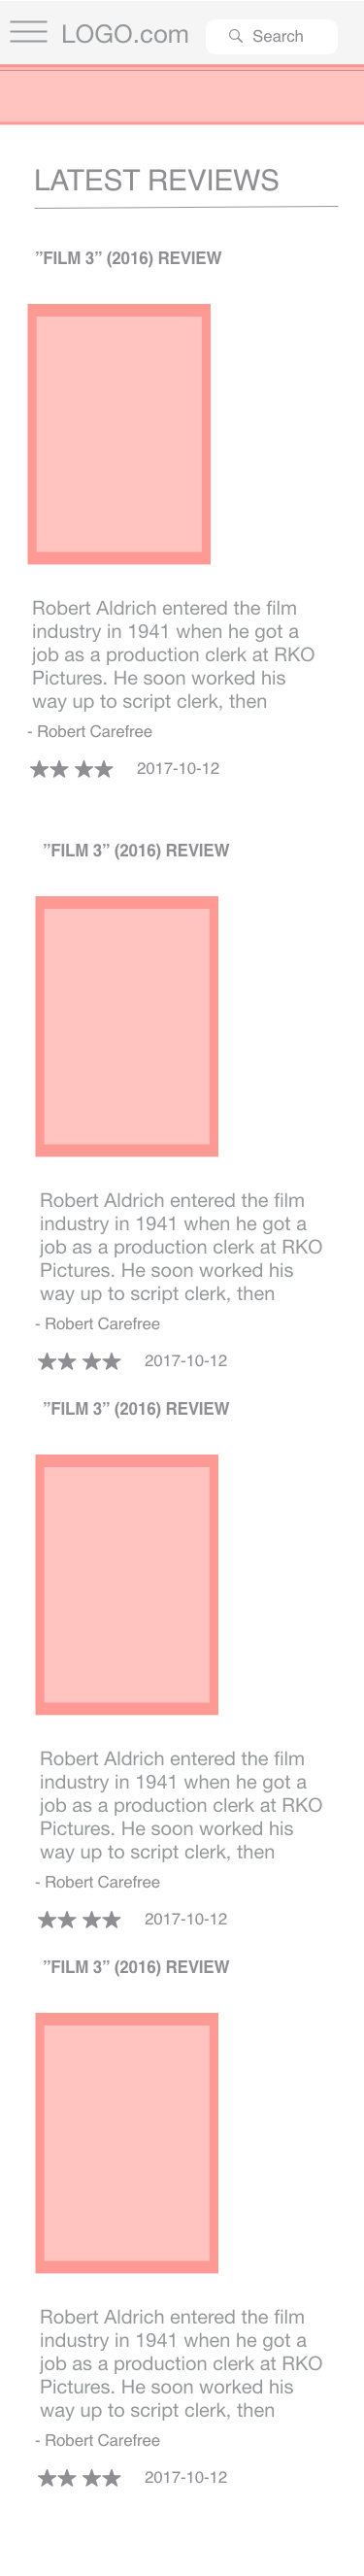 LOGO.com
Search
LATEST REVIEWS
”FILM 3” (2016) REVIEW
Robert Aldrich entered the film
industry in 1941 when he got a
job as a production clerk at RKO
Pictures. He soon worked his
way up to script clerk, then
- Robert Carefree
★★ ★★ 2017-10-12
”FILM 3” (2016) REVIEW
Robert Aldrich entered the film
industry in 1941 when he got a
job as a production clerk at RKO
Pictures. He soon worked his
way up to script clerk, then
- Robert Carefree
★★ ★★ 2017-10-12
”FILM 3” (2016) REVIEW
Robert Aldrich entered the film
industry in 1941 when he got a
job as a production clerk at RKO
Pictures. He soon worked his
way up to script clerk, then
- Robert Carefree
★★ ★★ 2017-10-12
”FILM 3” (2016) REVIEW
Robert Aldrich entered the film
industry in 1941 when he got a
job as a production clerk at RKO
Pictures. He soon worked his
way up to script clerk, then
- Robert Carefree
★★ ★★ 2017-10-12